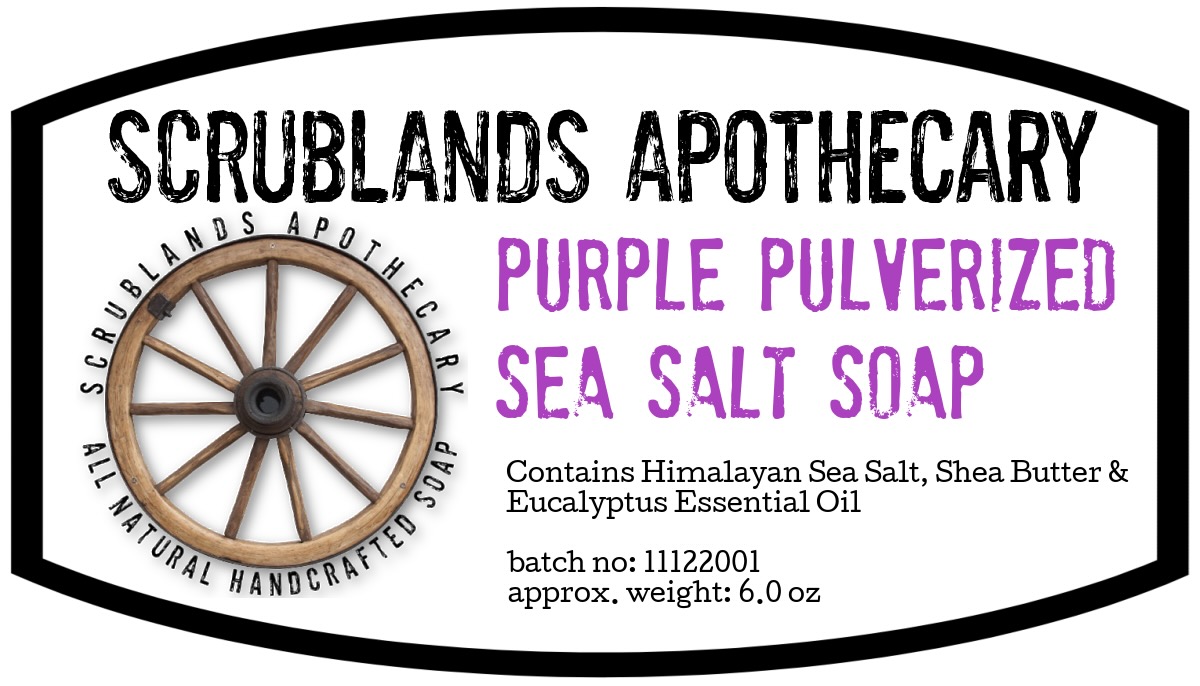 SCRUBLANDS APOTHECARY
SCRUBLANDS APOTHECARY
ALL NATURAL HANDCRAFTED SOAP
PURPLE PULVERIZED
SEA SALT SOAP
Contains Himalayan Sea Salt, Shea Butter &
Eucalyptus Essential Oil
batch no: 11122001
approx. weight: 6.0 oz